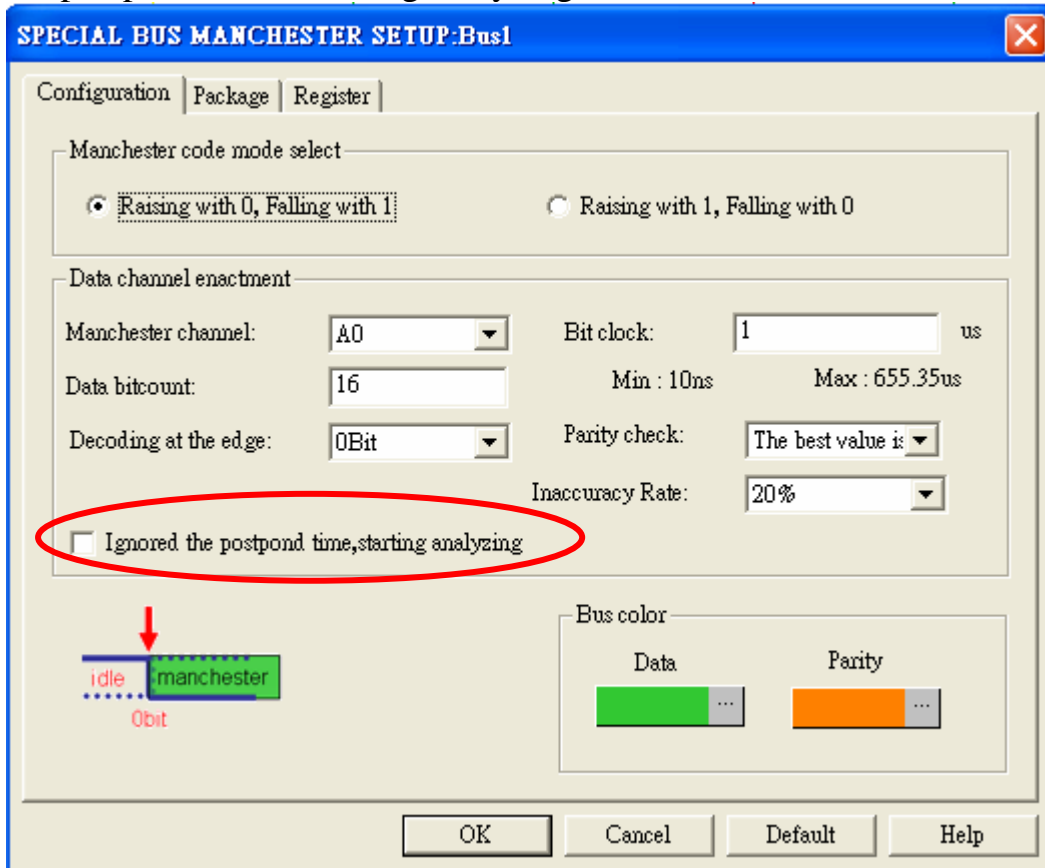 SPECIAL BUS MANCHESTER SETUP:Bus1
Configuration Package Register
Manchester code mode select
Raising with 0, Falling with 1 Raising with 1, Falling with 0
Data channel enactment
Manchester channel: A0 Bit clock: 1 us
Data bitcount: 16 Min : 10ns Max : 655.35us
Decoding at the edge: 0Bit Parity check: The best value is
Inaccuracy Rate: 20%
Ignored the postpond time,starting analyzing
Bus color
idle manchester Data Parity
0bit ... ...
OK Cancel Default Help